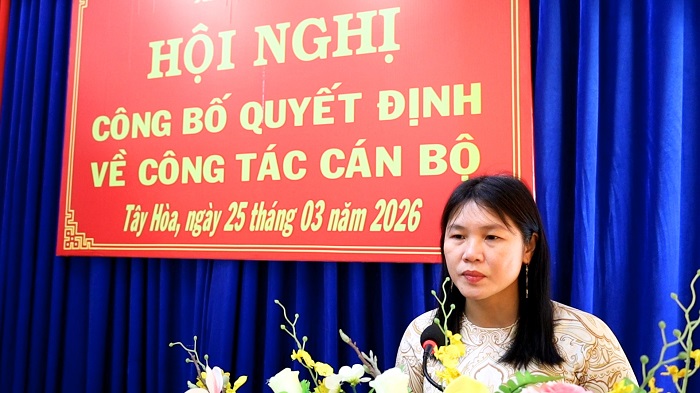 HỘI NGHỊ
CÔNG BỐ QUYẾT ĐỊNH
VỀ CÔNG TÁC CÁN BỘ
Tây Hòa, ngày 25 tháng 03 năm 2026